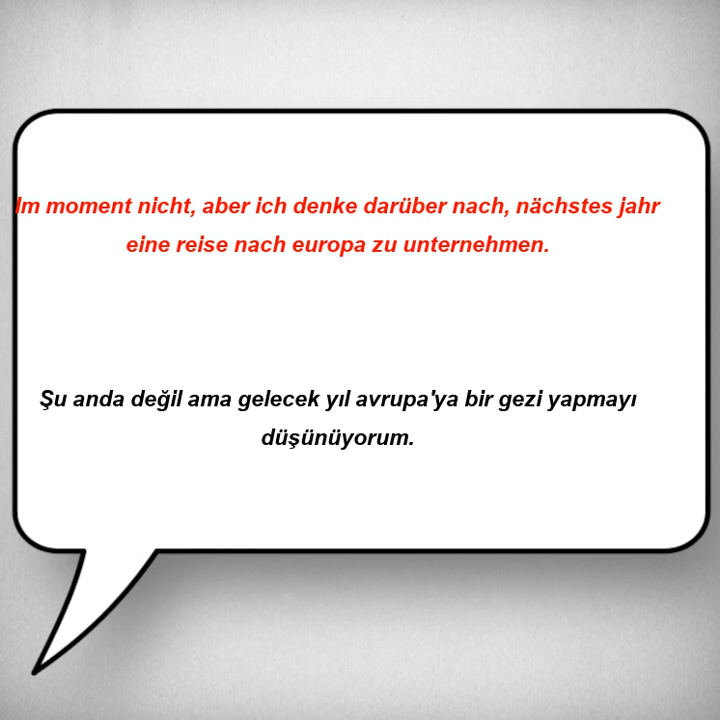 Im moment nicht, aber ich denke darüber nach, nächstes jahr
eine reise nach europa zu unternehmen.
Şu anda değil ama gelecek yıl avrupa'ya bir gezi yapmayı
düşünüyorum.